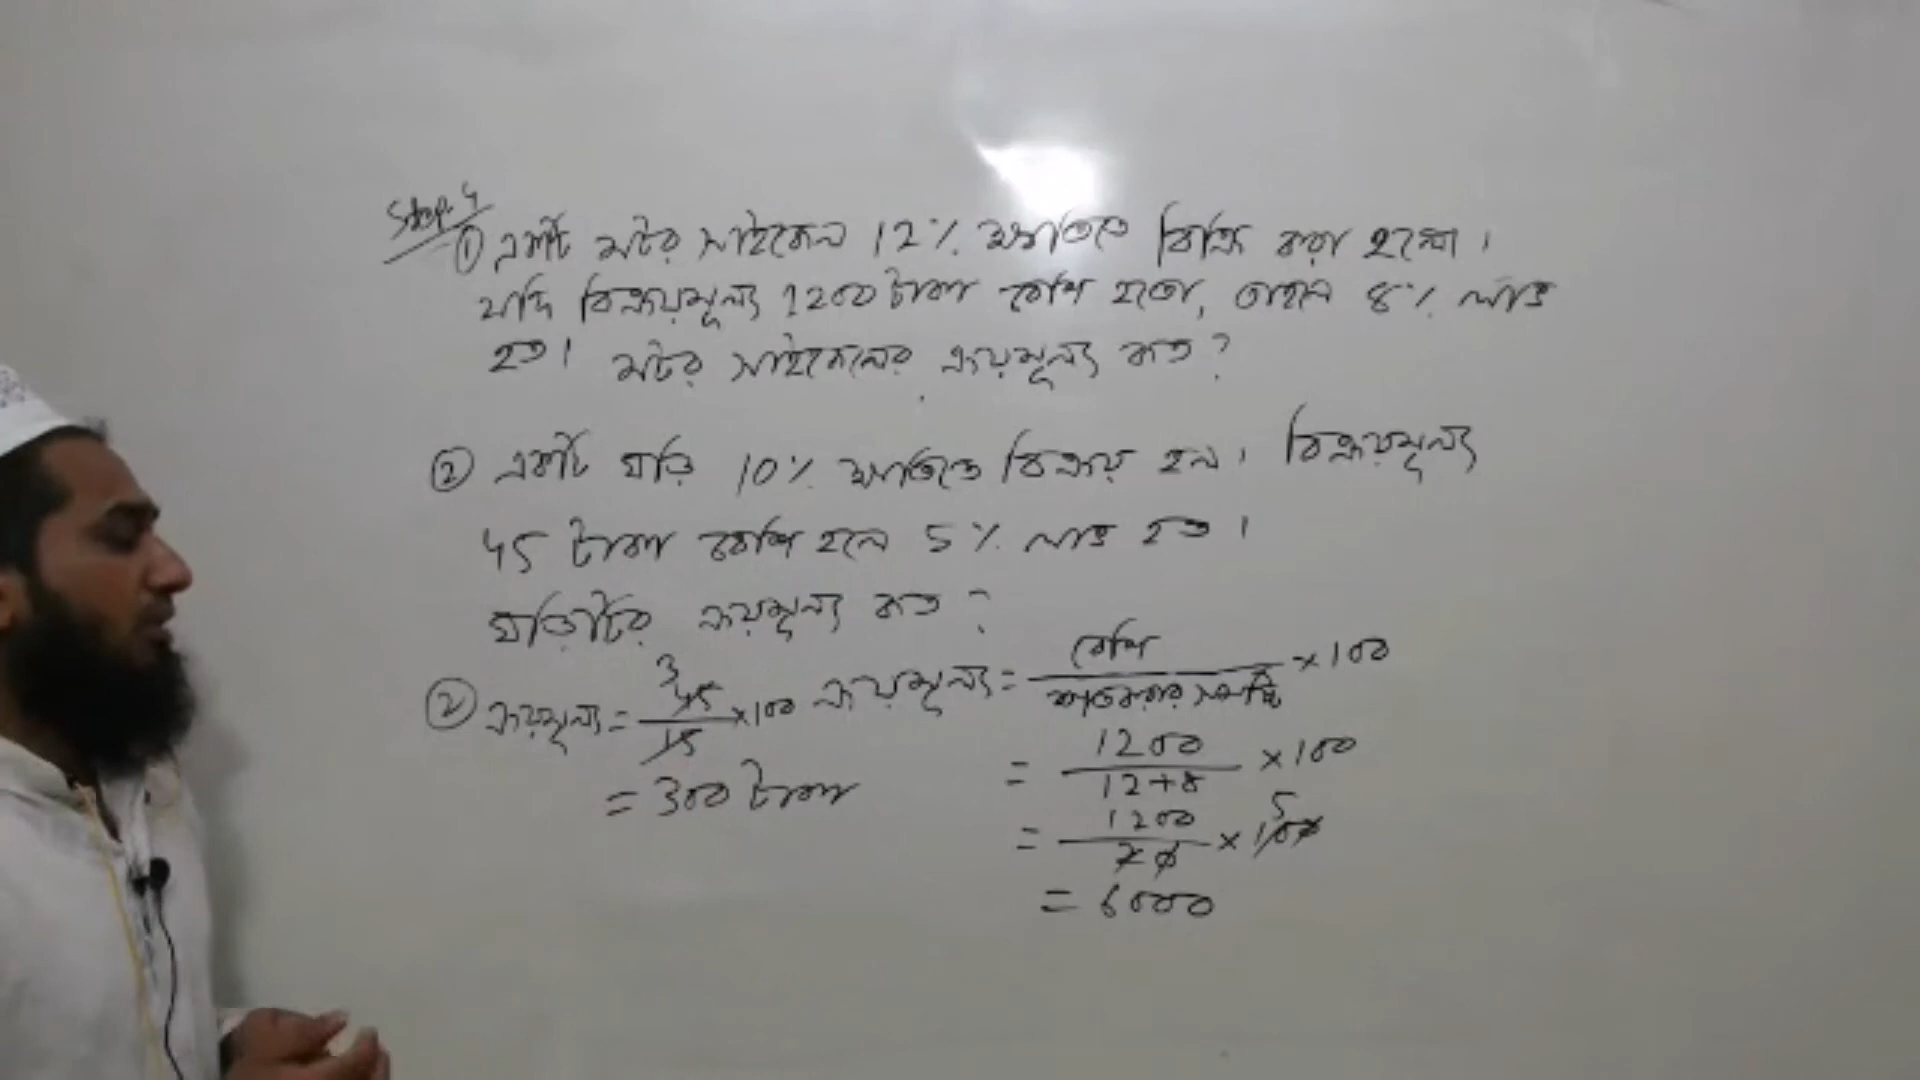 Step-4
① একটি মটর সাইকেল 12% ক্ষতিতে বিক্রি করা হলো।
যদি বিক্রয়মূল্য 1200 টাকা বেশি হতো, তাহলে 8% লাভ
হত। মটর সাইকেলের ক্রয়মূল্য কত?
② একটি ঘড়ি 10% ক্ষতিতে বিক্রয় হল। বিক্রয়মূল্য
45 টাকা বেশি হলে 5% লাভ হত।
ঘড়িটির ক্রয়মূল্য কত?
② ক্রয়মূল্য = 45/15 × 100
3
= 300 টাকা
ক্রয়মূল্য = বেশি/শতকরার সমষ্টি × 100
= 1200/12+8 × 100
= 1200/20 × 100
5
= 6000